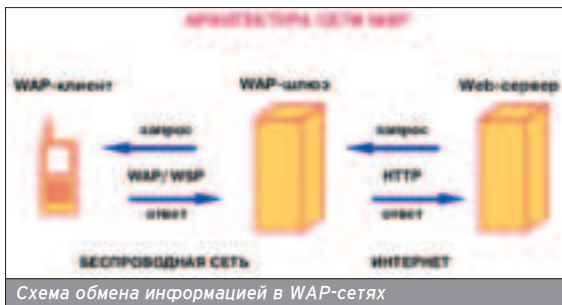 АРХИТЕКТУРА СЕТИ WAP
WAP-клиент
WAP-шлюз
Web-сервер
запрос
запрос
WAP/WSP
HTTP
ответ
ответ
БЕСПРОВОДНАЯ СЕТЬ
ИНТЕРНЕТ
Схема обмена информацией в WAP-сетях